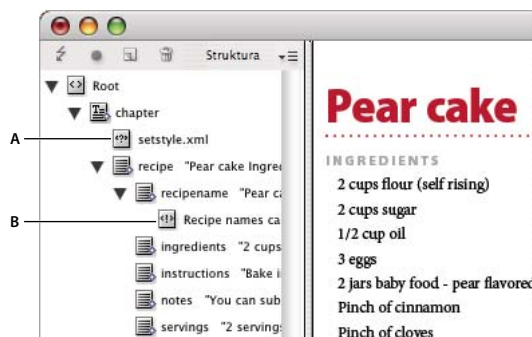 Struktura
Root
chapter
A
setstyle.xml
recipe "Pear cake Ingre
recipename "Pear ca
B
Recipe names ca
ingredients "2 cups
instructions "Bake i
notes "You can sub
servings "2 serving
Pear cake
INGREDIENTS
2 cups flour (self rising)
2 cups sugar
1/2 cup oil
3 eggs
2 jars baby food - pear flavored
Pinch of cinnamon
Pinch of cloves